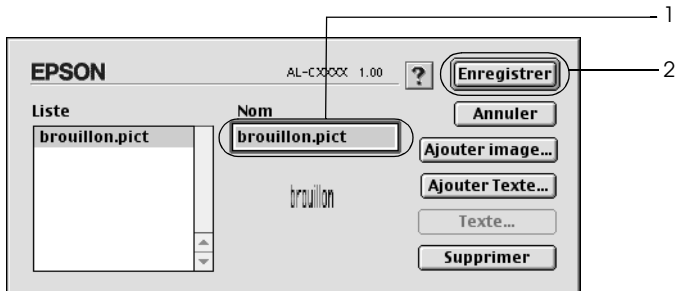 1
EPSON
AL-CXXXX 1.00
?
Enregistrer
2
Liste
Nom
Annuler
brouillon.pict
brouillon.pict
Ajouter image...
brouillon
Ajouter Texte...
Texte...
Supprimer